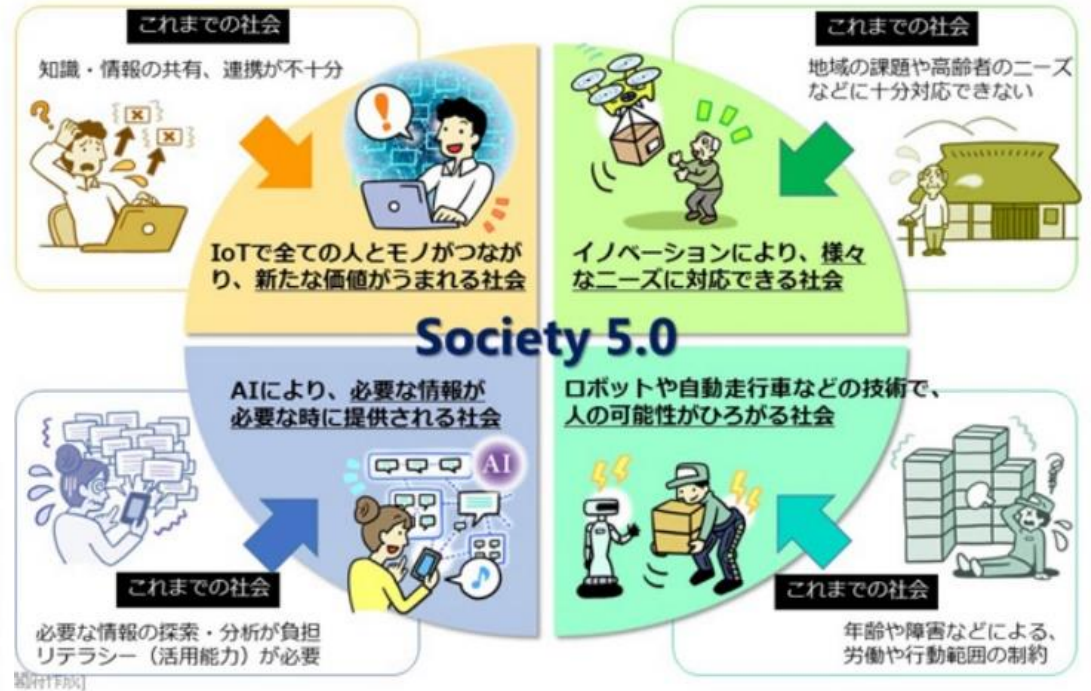 これまでの社会
知識・情報の共有、連携が不十分
?
!
IoTで全ての人とモノがつなが
り、新たな価値がうまれる社会
これまでの社会
地域の課題や高齢者のニーズ
などに十分対応できない
イノベーションにより、様々
なニーズに対応できる社会
Society 5.0
AIにより、必要な情報が
必要な時に提供される社会
AI
これまでの社会
必要な情報の探索・分析が負担
リテラシー（活用能力）が必要
ロボットや自動走行車などの技術で、
人の可能性がひろがる社会
これまでの社会
年齢や障害などによる、
労働や行動範囲の制約
府作成]